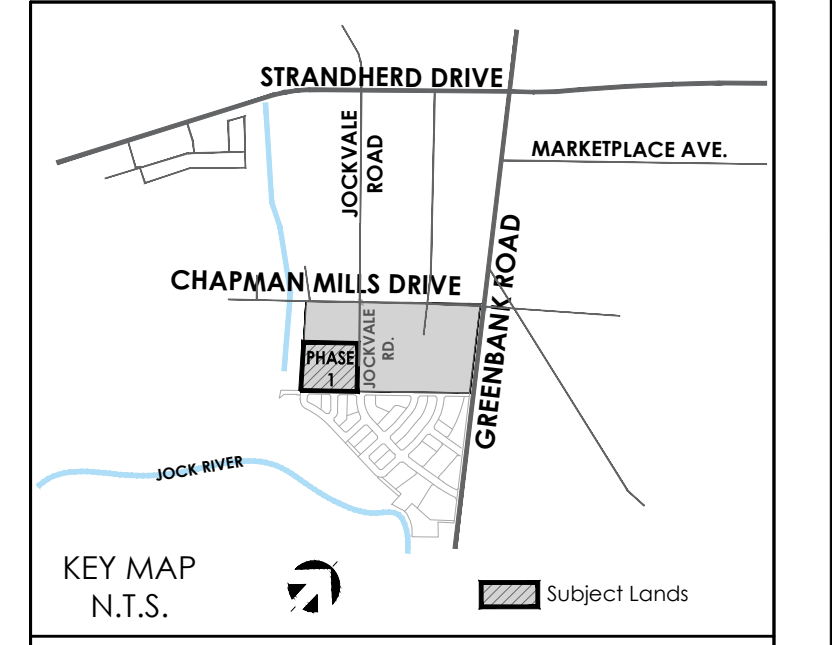 STRANDHERD DRIVE
JOCKVALE
ROAD
MARKETPLACE AVE.
CHAPMAN MILLS DRIVE
GREENBANK ROAD
JOCKVALE
RD.
PHASE
1
JOCK RIVER
KEY MAP
N.T.S.
Subject Lands